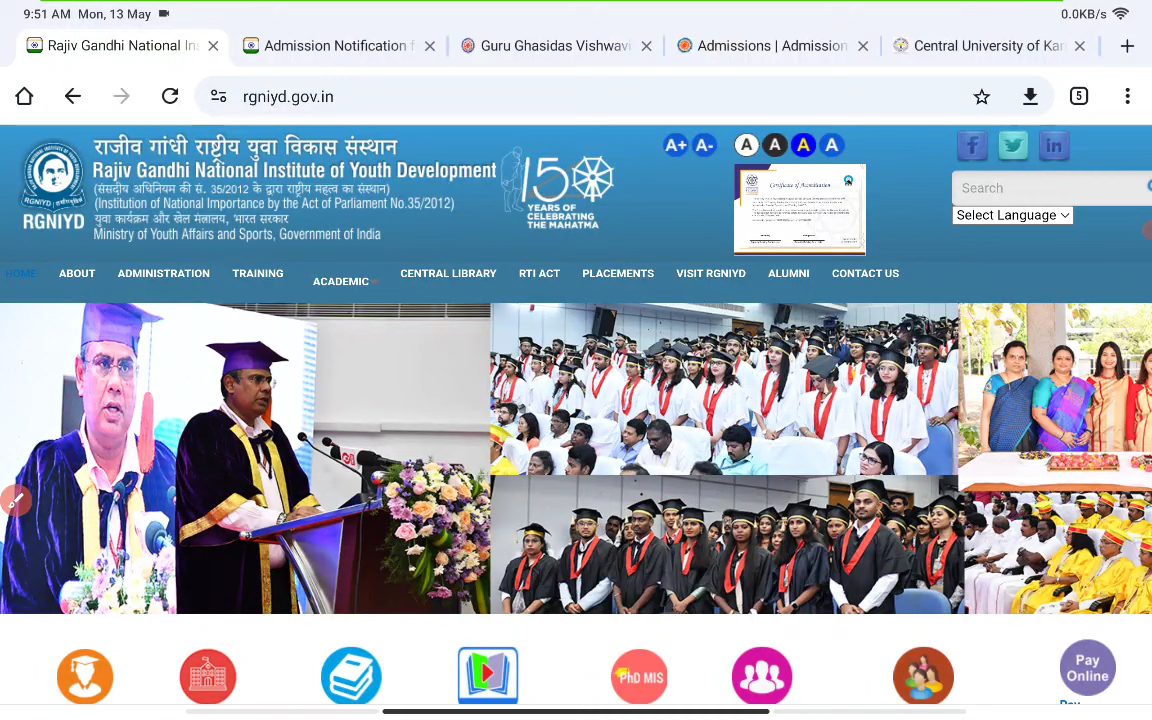 9:51 AM Mon, 13 May
0.0KB/s
Rajiv Gandhi National Ins
Admission Notification f
Guru Ghasidas Vishwavi
Admissions | Admission
Central University of Kar
rgniyd.gov.in
5
राजीव गांधी राष्ट्रीय युवा विकास संस्थान
Rajiv Gandhi National Institute of Youth Development
(संसदीय अधिनियम की सं. 35/2012 के द्वारा राष्ट्रीय महत्व का संस्थान)
(Institution of National Importance by the Act of Parliament No.35/2012)
युवा कार्यक्रम और खेल मंत्रालय, भारत सरकार
Ministry of Youth Affairs and Sports, Government of India
RGNIYD
150
YEARS OF
CELEBRATING
THE MAHATMA
A+ A- A A A A
Certificate of Accreditation
Search
Select Language
HOME ABOUT ADMINISTRATION TRAINING ACADEMIC CENTRAL LIBRARY RTI ACT PLACEMENTS VISIT RGNIYD ALUMNI CONTACT US
PhD MIS
Pay
Online